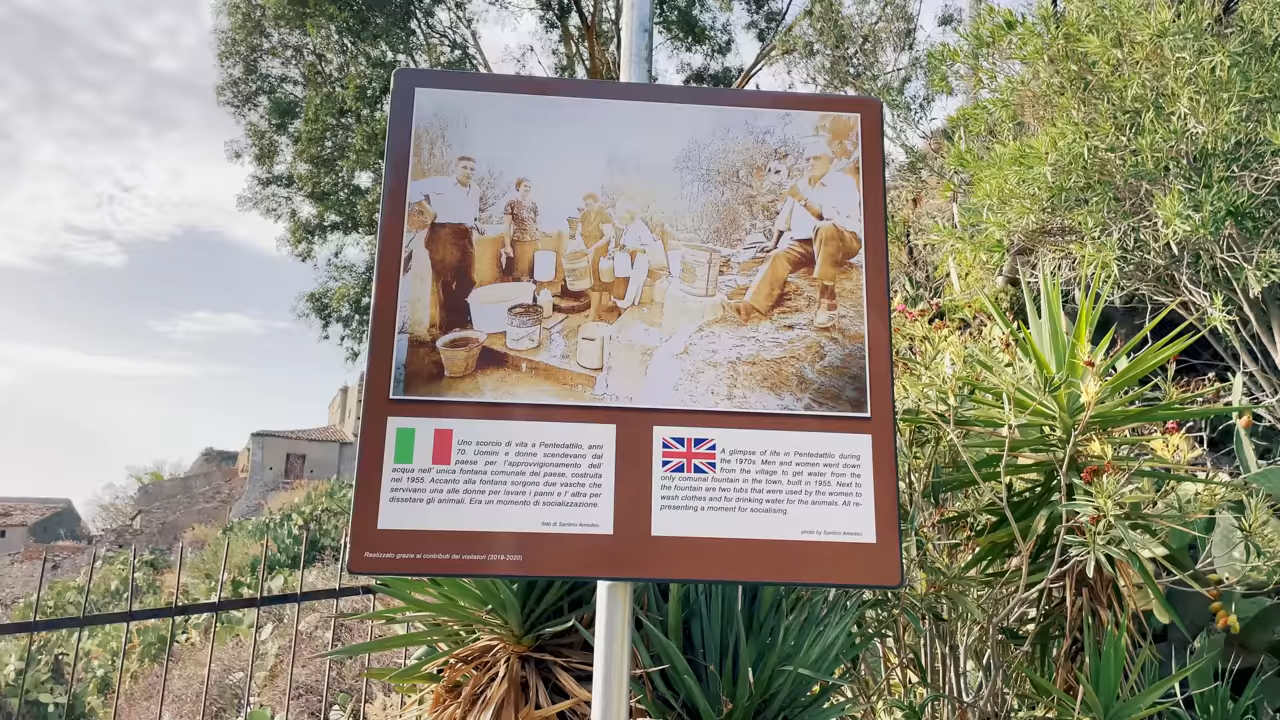 Uno scorcio di vita a Pentedattilo, anni
70. Uomini e donne scendevano dal
paese per l'approvvigionamento dell'
acqua nell' unica fontana comunale del paese, costruita
nel 1955. Accanto alla fontana sorgono due vasche che
servivano una alle donne per lavare i panni e l' altra per
dissetare gli animali. Era un momento di socializzazione.
foto di Santino Amedeo.
A glimpse of life in Pentedattilo during
the 1970s. Men and women went down
from the village to get water from the
only comunal fountain in the town, built in 1955. Next to
the fountain are two tubs that were used by the women to
wash clothes and for drinking water for the animals. All re-
presenting a moment for socialising.
photo by Santino Amedeo.
Realizzato grazie ai contributi dei visitatori (2019-2020)